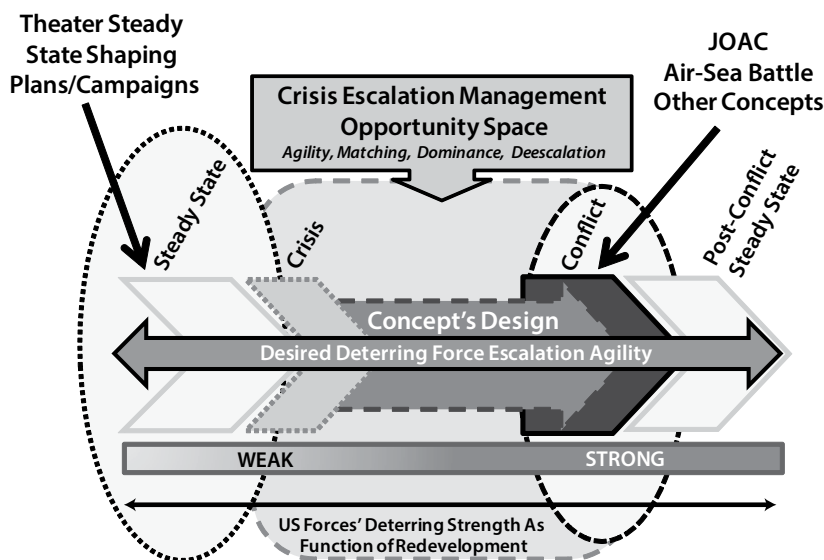 Theater Steady
State Shaping
Plans/Campaigns
JOAC
Air-Sea Battle
Other Concepts
Crisis Escalation Management
Opportunity Space
Agility, Matching, Dominance, Deescalation
Steady State
Crisis
Conflict
Post-Conflict
Steady State
Concept's Design
Desired Deterring Force Escalation Agility
WEAK
STRONG
US Forces' Deterring Strength As
Function of Redevelopment